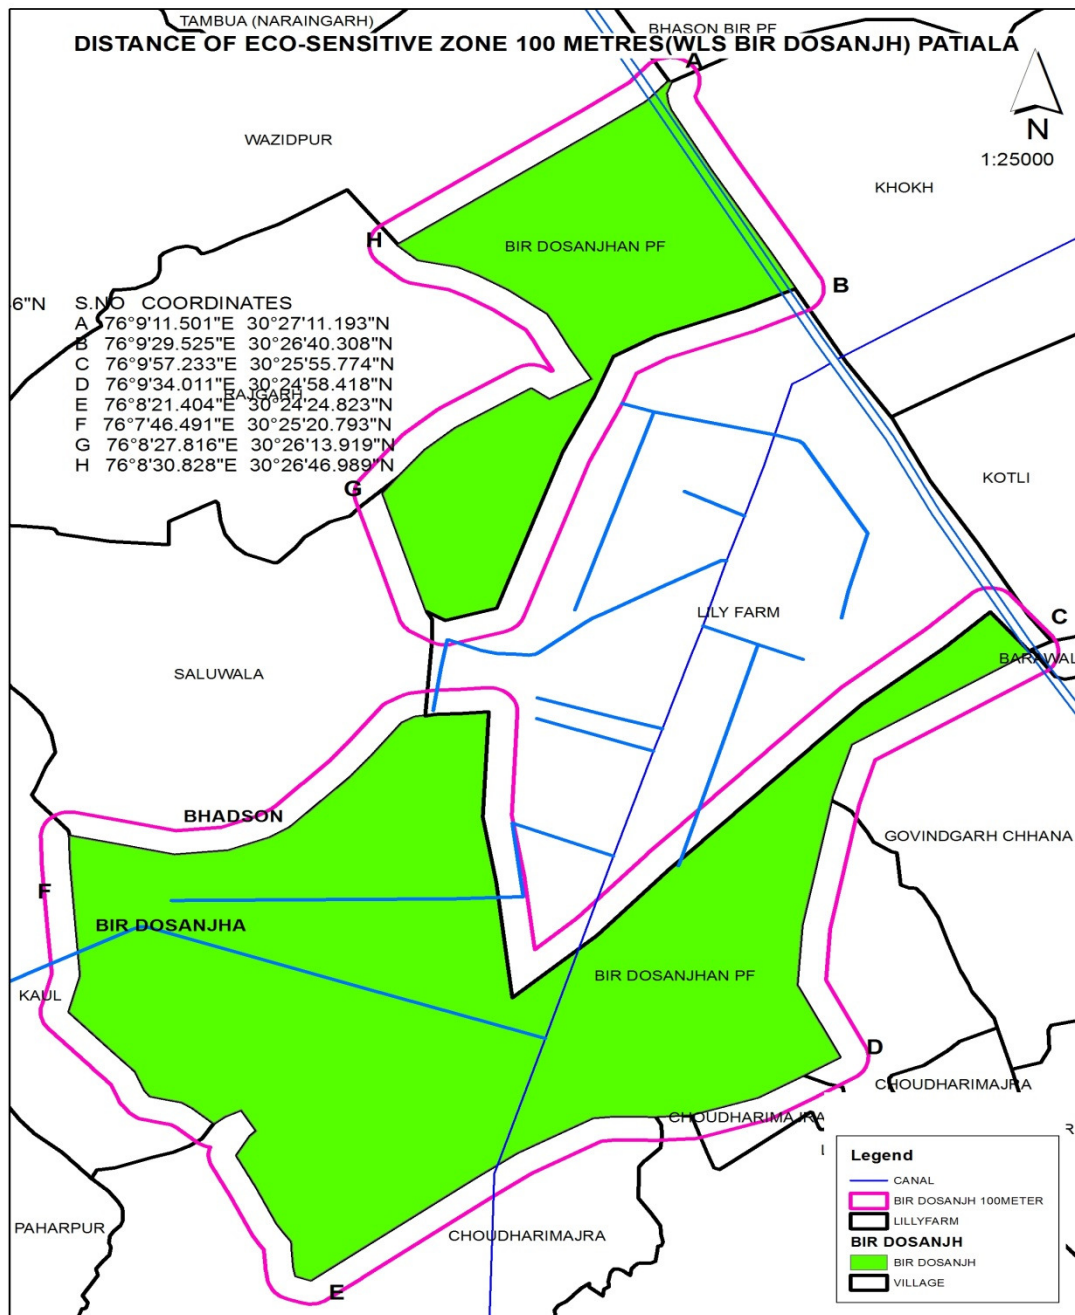 TAMBUA (NARAINGARH)
BHASON BIR PF
DISTANCE OF ECO-SENSITIVE ZONE 100 METRES(WLS BIR DOSANJH) PATIALA
A
N
1:25000
WAZIDPUR
KHOKH
H
BIR DOSANJHAN PF
B
6"N
S.NO COORDINATES
A 76°9'11.501"E 30°27'11.193"N
B 76°9'29.525"E 30°26'40.308"N
C 76°9'57.233"E 30°25'55.774"N
D 76°9'34.011"E 30°24'58.418"N
E 76°8'21.404"E 30°24'24.823"N
F 76°7'46.491"E 30°25'20.793"N
G 76°8'27.816"E 30°26'13.919"N
H 76°8'30.828"E 30°26'46.989"N
RAJGARH
G
KOTLI
LILY FARM
C
BARAWAL
SALUWALA
BHADSON
GOVINDGARH CHHANA
F
BIR DOSANJHA
BIR DOSANJHAN PF
KAUL
D
CHOUDHARIMAJRA
CHOUDHARIMAJRA
R
PAHARPUR
CHOUDHARIMAJRA
E
Legend
CANAL
BIR DOSANJH 100METER
LILLYFARM
BIR DOSANJH
BIR DOSANJH
VILLAGE